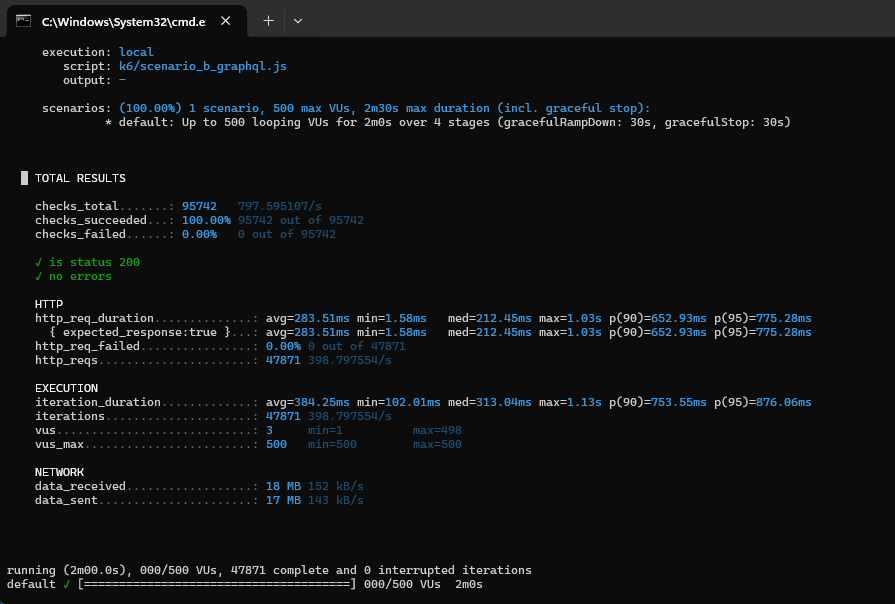 C:\Windows\System32\cmd.e
execution: local
script: k6/scenario_b_graphql.js
output: -
scenarios: (100.00%) 1 scenario, 500 max VUs, 2m30s max duration (incl. graceful stop):
* default: Up to 500 looping VUs for 2m0s over 4 stages (gracefulRampDown: 30s, gracefulStop: 30s)
█ TOTAL RESULTS
checks_total.......: 95742 797.595107/s
checks_succeeded...: 100.00% 95742 out of 95742
checks_failed......: 0.00% 0 out of 95742
√ is status 200
√ no errors
HTTP
http_req_duration..............: avg=283.51ms min=1.58ms med=212.45ms max=1.03s p(90)=652.93ms p(95)=775.28ms
{ expected_response:true }...: avg=283.51ms min=1.58ms med=212.45ms max=1.03s p(90)=652.93ms p(95)=775.28ms
http_req_failed................: 0.00% 0 out of 47871
http_reqs......................: 47871 398.797554/s
EXECUTION
iteration_duration.............: avg=384.25ms min=102.01ms med=313.04ms max=1.13s p(90)=753.55ms p(95)=876.06ms
iterations.....................: 47871 398.797554/s
vus............................: 3 min=1 max=498
vus_max........................: 500 min=500 max=500
NETWORK
data_received..................: 18 MB 152 kB/s
data_sent......................: 17 MB 143 kB/s
running (2m00.0s), 000/500 VUs, 47871 complete and 0 interrupted iterations
default √ [======================================] 000/500 VUs 2m0s